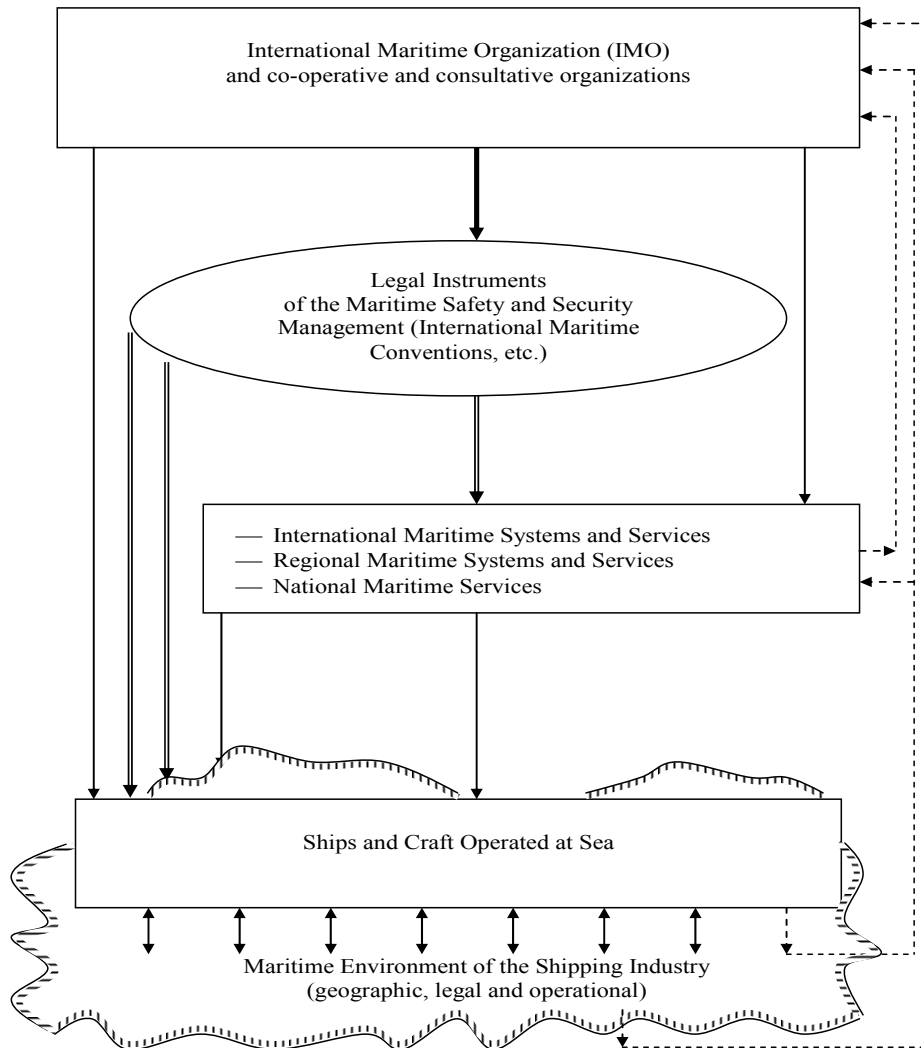 International Maritime Organization (IMO)
and co-operative and consultative organizations
Legal Instruments
of the Maritime Safety and Security
Management (International Maritime
Conventions, etc.)
— International Maritime Systems and Services
— Regional Maritime Systems and Services
— National Maritime Services
Ships and Craft Operated at Sea
Maritime Environment of the Shipping Industry
(geographic, legal and operational)